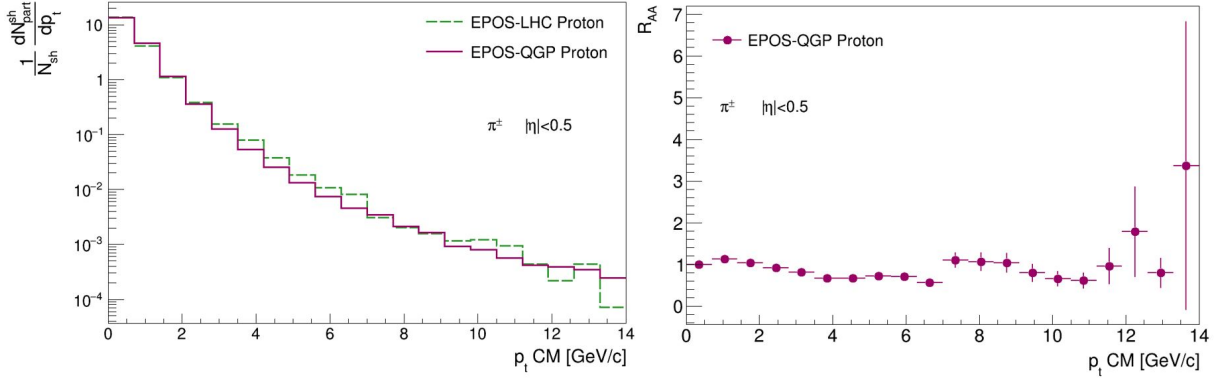 1/N_sh dN^sh_part/dp_t
10
1
10^-1
10^-2
10^-3
10^-4
EPOS-LHC Proton
EPOS-QGP Proton
π^± |η|<0.5
0 2 4 6 8 10 12 14
p_t CM [GeV/c]
R_AA
7
6
5
4
3
2
1
0
EPOS-QGP Proton
π^± |η|<0.5
0 2 4 6 8 10 12 14
p_t CM [GeV/c]